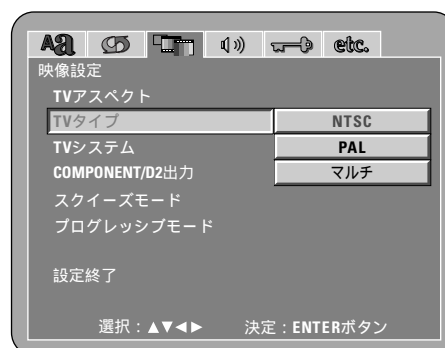 Aa etc.
映像設定
TVアスペクト
TVタイプ NTSC
TVシステム PAL
COMPONENT/D2出力 マルチ
スクイーズモード
プログレッシブモード
設定終了
選択：▲▼◀▶ 決定：ENTERボタン